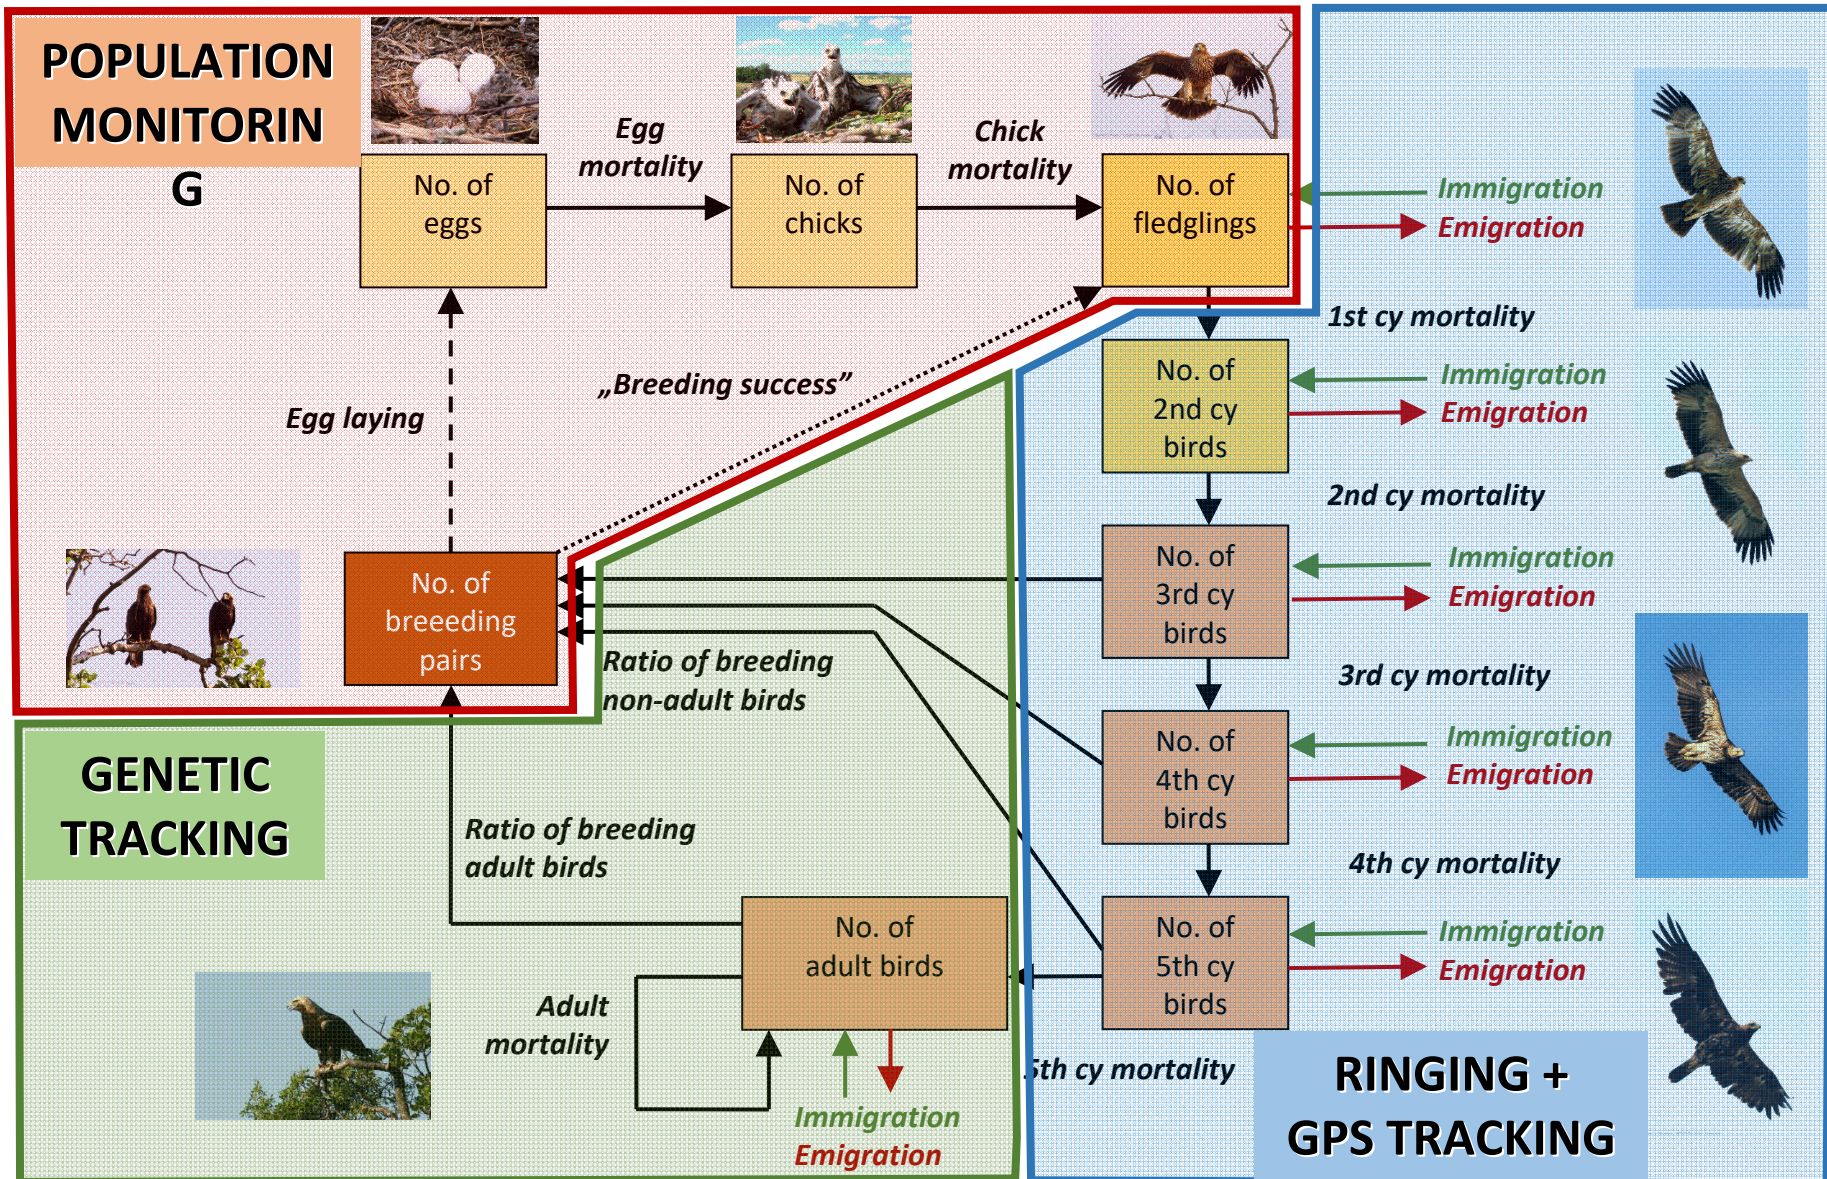 POPULATION
MONITORIN
G
Egg
mortality
Chick
mortality
No. of
eggs
No. of
chicks
No. of
fledglings
Immigration
Emigration
1st cy mortality
„Breeding success”
Egg laying
No. of
2nd cy
birds
Immigration
Emigration
2nd cy mortality
No. of
3rd cy
birds
Immigration
Emigration
No. of
breeeding
pairs
Ratio of breeding
non-adult birds
3rd cy mortality
No. of
4th cy
birds
Immigration
Emigration
GENETIC
TRACKING
Ratio of breeding
adult birds
4th cy mortality
No. of
adult birds
No. of
5th cy
birds
Immigration
Emigration
Adult
mortality
5th cy mortality
Immigration
Emigration
RINGING +
GPS TRACKING